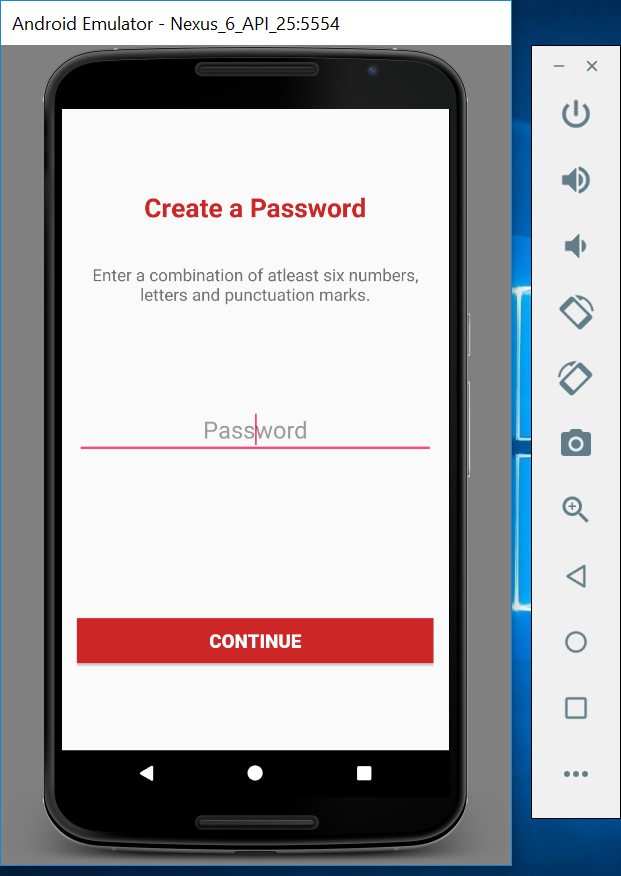 Android Emulator - Nexus_6_API_25:5554
Create a Password
Enter a combination of atleast six numbers,
letters and punctuation marks.
Password
CONTINUE